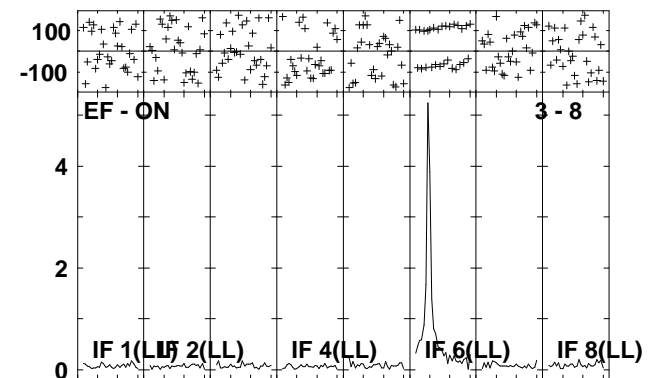 100
-100
EF - ON 3 - 8
4
2
IF 1(LL) IF 2(LL) IF 4(LL) IF 6(LL) IF 8(LL)
0